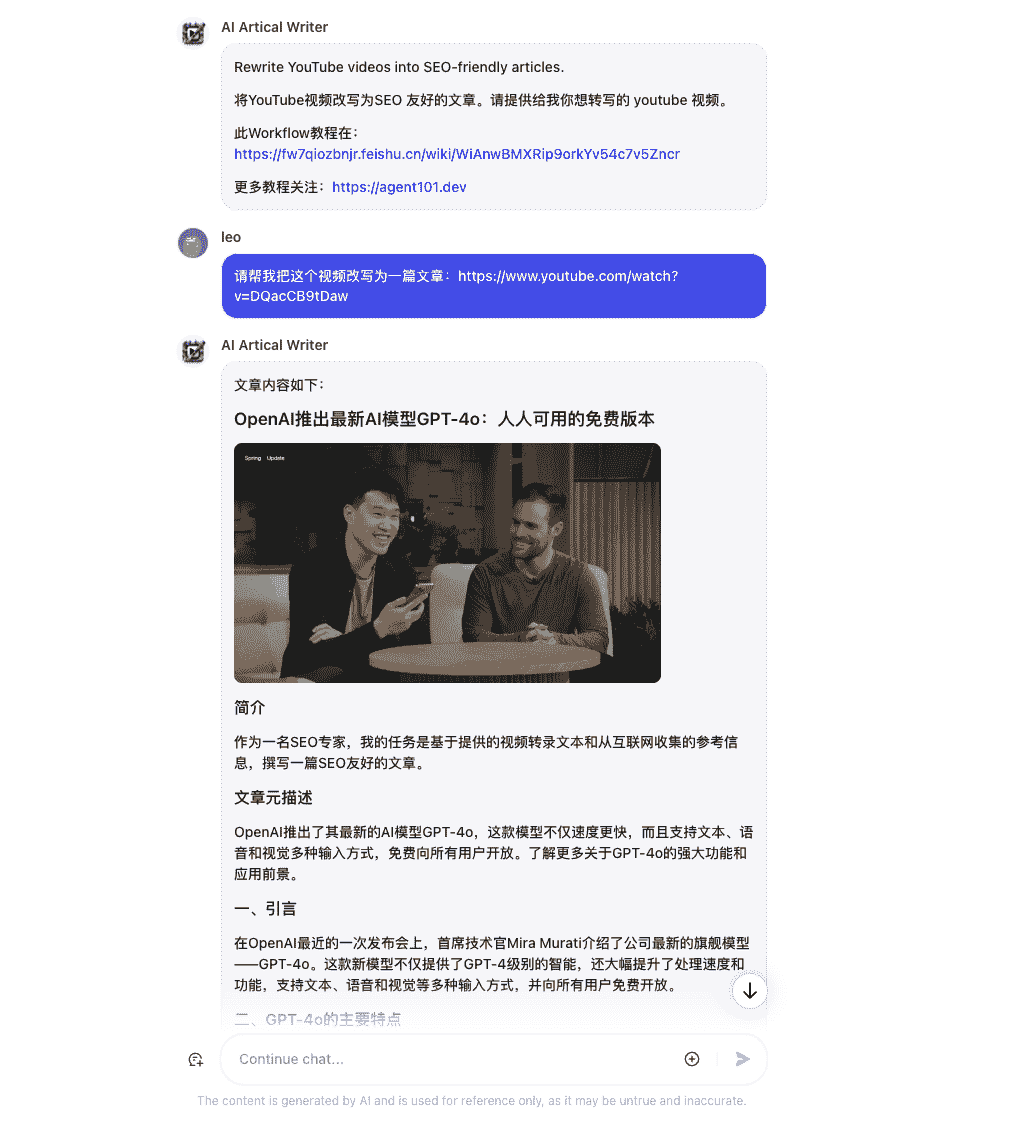 AI Artical Writer
Rewrite YouTube videos into SEO-friendly articles.
将YouTube视频改写为SEO 友好的文章。请提供给我你想转写的 youtube 视频。
此Workflow教程在：
https://fw7qiozbnjr.feishu.cn/wiki/WiAnwBMXRip9orkYv54c7v5Zncr
更多教程关注：https://agent101.dev
leo
请帮我把这个视频改写为一篇文章：https://www.youtube.com/watch?
v=DQacCB9tDaw
AI Artical Writer
文章内容如下：
OpenAI推出最新AI模型GPT-4o：人人可用的免费版本
Spring Update
简介
作为一名SEO专家，我的任务是基于提供的视频转录文本和从互联网收集的参考信
息，撰写一篇SEO友好的文章。
文章元描述
OpenAI推出了其最新的AI模型GPT-4o，这款模型不仅速度更快，而且支持文本、语
音和视觉多种输入方式，免费向所有用户开放。了解更多关于GPT-4o的强大功能和
应用前景。
一、引言
在OpenAI最近的一次发布会上，首席技术官Mira Murati介绍了公司最新的旗舰模型
——GPT-4o。这款新模型不仅提供了GPT-4级别的智能，还大幅提升了处理速度和
功能，支持文本、语音和视觉等多种输入方式，并向所有用户免费开放。
二、GPT-4o的主要特点
Continue chat...
The content is generated by AI and is used for reference only, as it may be untrue and inaccurate.